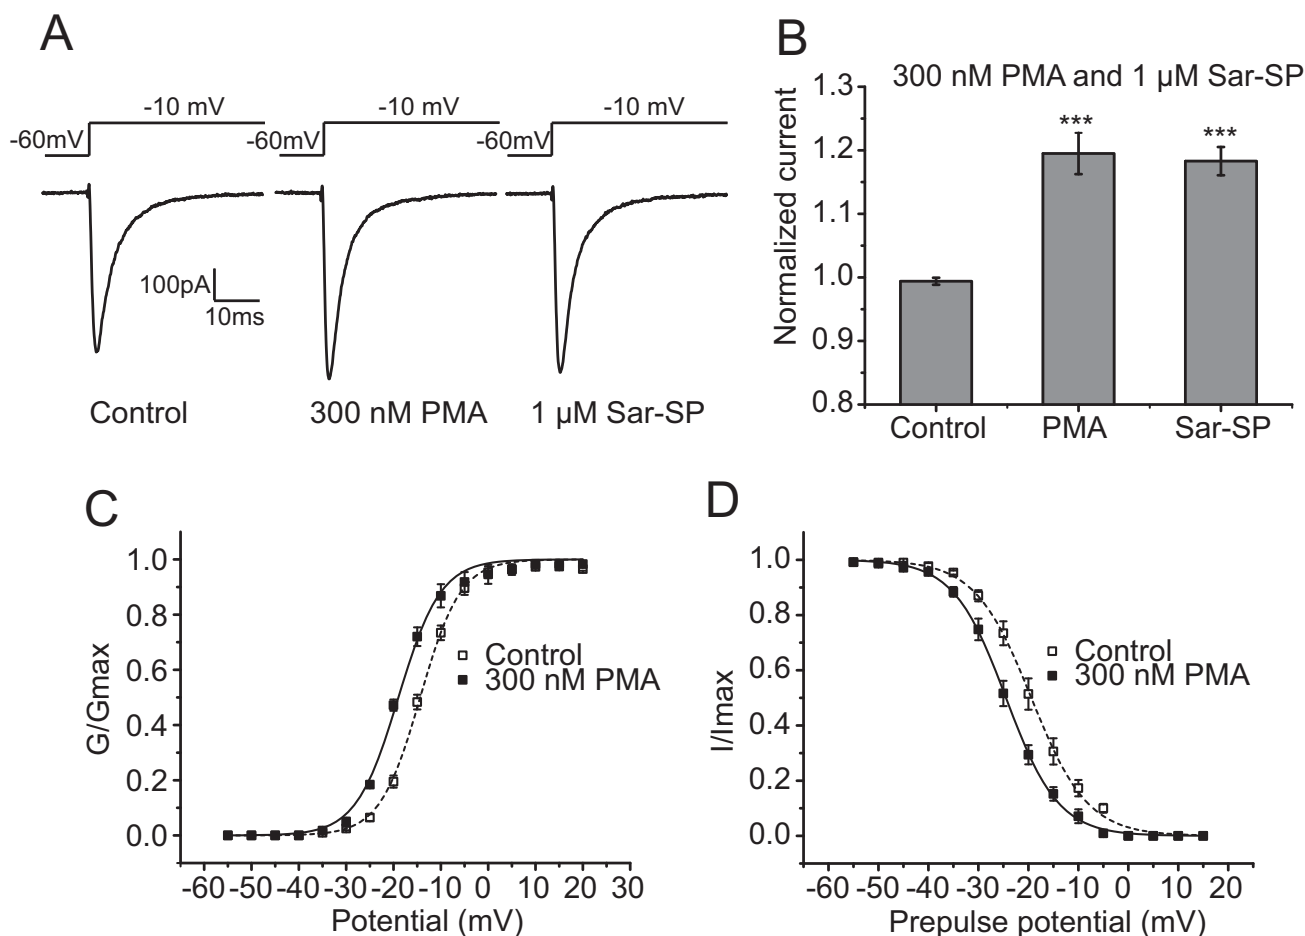 A
-10 mV
-10 mV
-10 mV
-60mV
-60mV
-60mV
100pA
10ms
Control
300 nM PMA
1 µM Sar-SP
B
300 nM PMA and 1 µM Sar-SP
Normalized current
1.3
1.2
1.1
1.0
0.9
0.8
***
***
Control
PMA
Sar-SP
C
G/Gmax
1.0
0.8
0.6
0.4
0.2
0.0
Control
300 nM PMA
-60 -50 -40 -30 -20 -10 0 10 20 30
Potential (mV)
D
I/Imax
1.0
0.8
0.6
0.4
0.2
0.0
Control
300 nM PMA
-60 -50 -40 -30 -20 -10 0 10 20
Prepulse potential (mV)